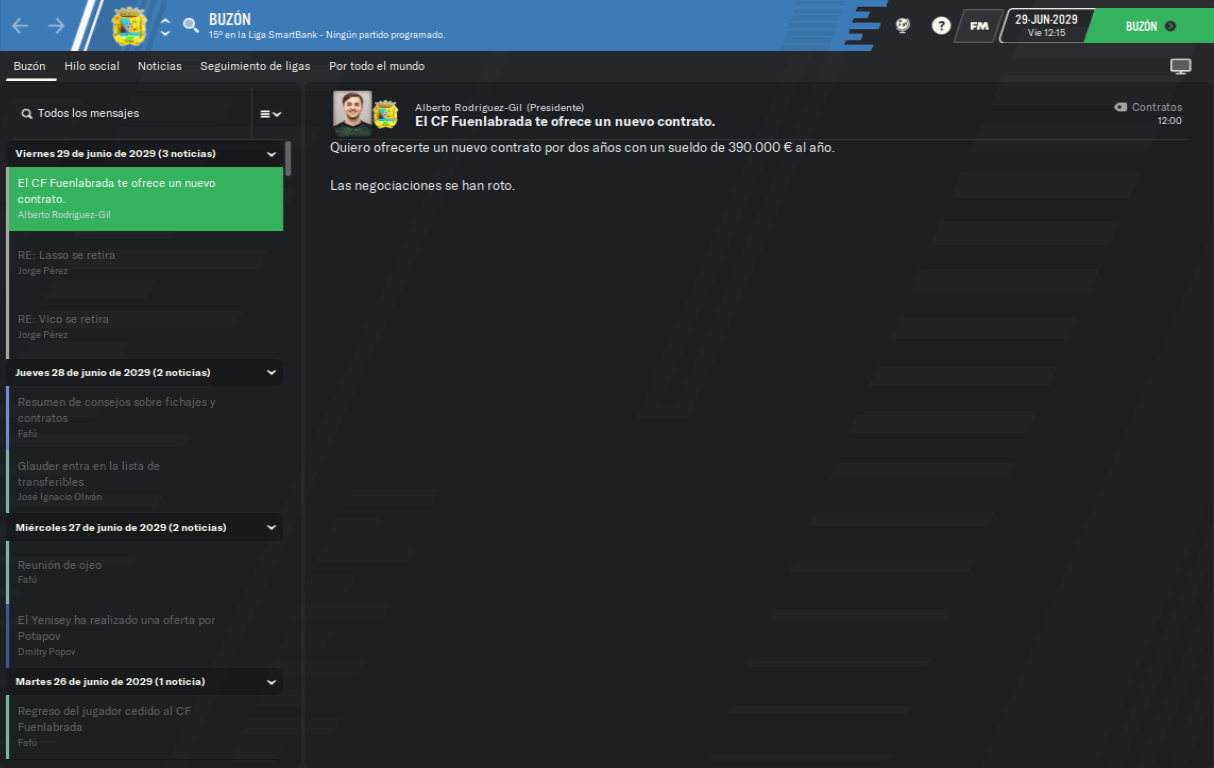 BUZÓN
15º en la Liga SmartBank - Ningún partido programado.
?
FM
29-JUN-2029
Vie 12:15
BUZÓN
Buzón
Hilo social
Noticias
Seguimiento de ligas
Por todo el mundo
Todos los mensajes
Viernes 29 de junio de 2029 (3 noticias)
El CF Fuenlabrada te ofrece un nuevo
contrato.
Alberto Rodríguez-Gil
RE: Lasso se retira
Jorge Pérez
RE: Vico se retira
Jorge Pérez
Jueves 28 de junio de 2029 (2 noticias)
Resumen de consejos sobre fichajes y
contratos
Fafú
Glauder entra en la lista de
transferibles
José Ignacio Oliván
Miércoles 27 de junio de 2029 (2 noticias)
Reunión de ojeo
Fafú
El Yenisey ha realizado una oferta por
Potapov
Dmitry Popov
Martes 26 de junio de 2029 (1 noticia)
Regreso del jugador cedido al CF
Fuenlabrada
Fafú
Alberto Rodríguez-Gil (Presidente)
El CF Fuenlabrada te ofrece un nuevo contrato.
Contratos
12:00
Quiero ofrecerte un nuevo contrato por dos años con un sueldo de 390.000 € al año.
Las negociaciones se han roto.